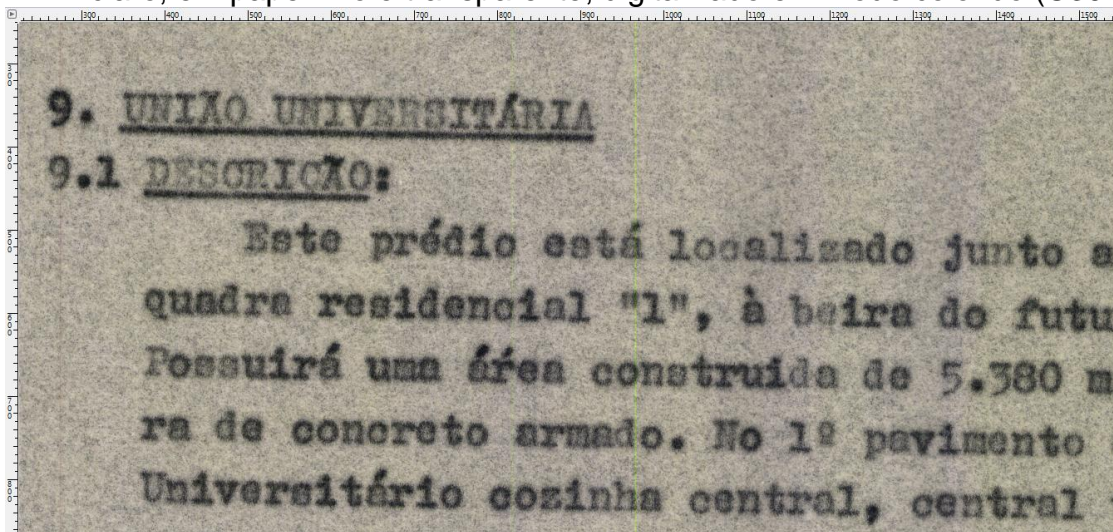 9. UNIÃO UNIVERSITÁRIA
9.1 DESCRIÇÃO:
Este prédio está localizado junto a
quadra residencial "1", à beira do futu
Possuirá uma área construida de 5.380 m
ra de concreto armado. No 1º pavimento
Universitário cozinha central, central